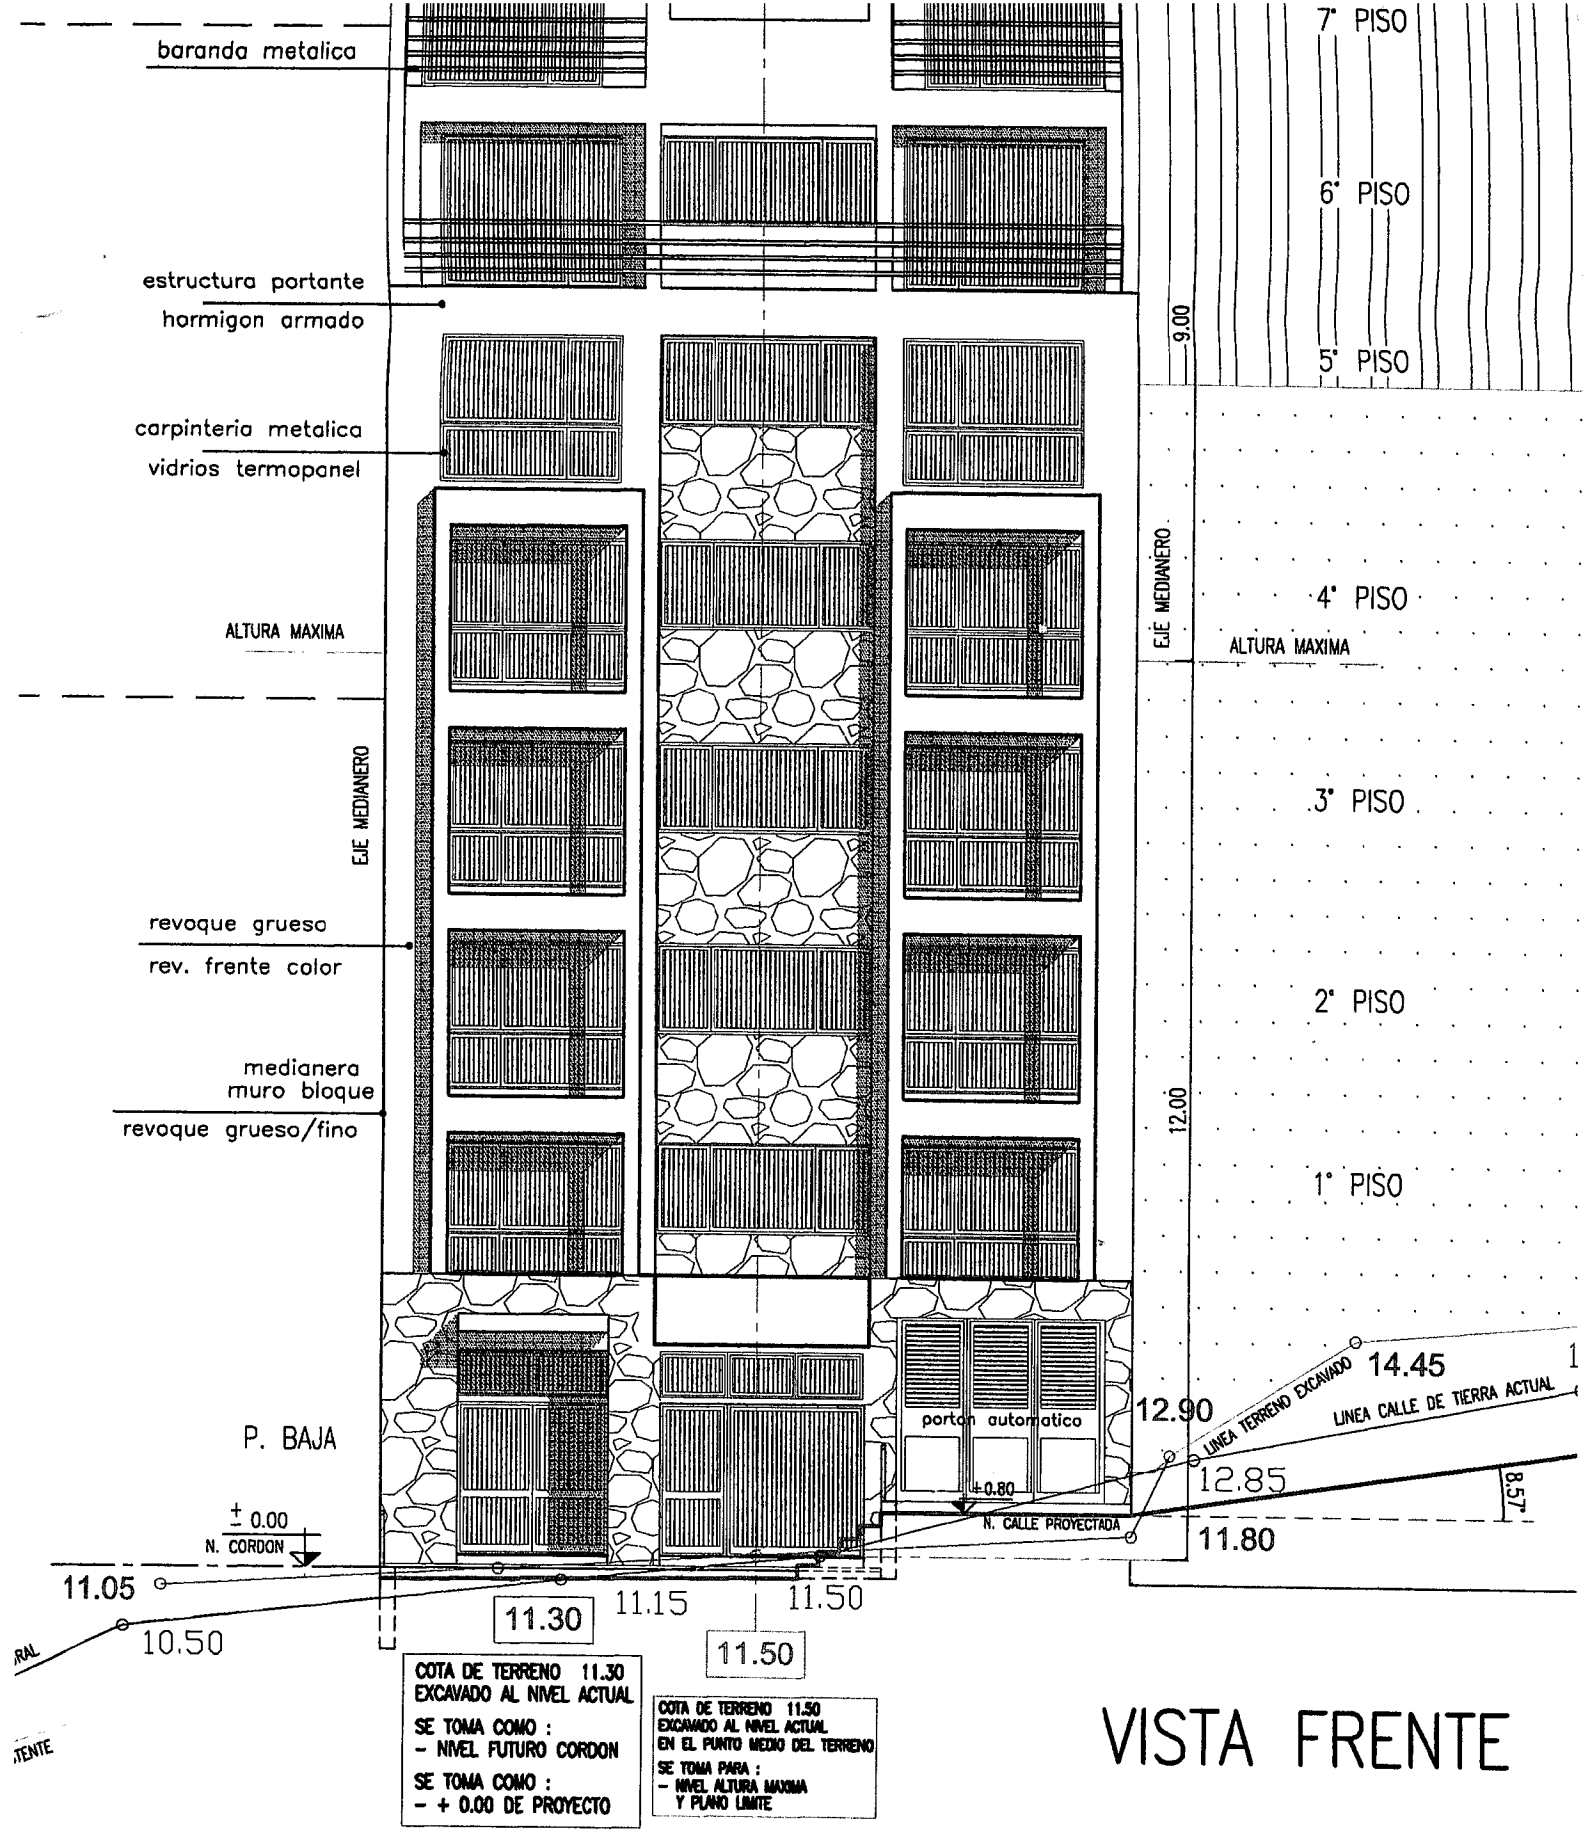 7° PISO
baranda metalica
6° PISO
estructura portante
hormigon armado
9.00
5° PISO
carpinteria metalica
vidrios termopanel
EJE MEDIANERO
4° PISO
ALTURA MAXIMA
ALTURA MAXIMA
EJE MEDIANERO
3° PISO
revoque grueso
rev. frente color
2° PISO
medianera
muro bloque
revoque grueso/fino
12.00
1° PISO
14.45
LINEA TERRENO EXCAVADO
LINEA CALLE DE TIERRA ACTUAL
12.90
portón automatico
P. BAJA
12.85
8.57°
+0.80
N. CALLE PROYECTADA
± 0.00
N. CORDON
11.80
11.05
11.15
11.50
11.30
10.50
11.50
COTA DE TERRENO 11.30
EXCAVADO AL NIVEL ACTUAL
SE TOMA COMO :
- NIVEL FUTURO CORDON
SE TOMA COMO :
- + 0.00 DE PROYECTO
COTA DE TERRENO 11.50
EXCAVADO AL NIVEL ACTUAL
EN EL PUNTO MEDIO DEL TERRENO
SE TOMA PARA :
- NIVEL ALTURA MAXIMA
Y PLANO LIMITE
VISTA FRENTE